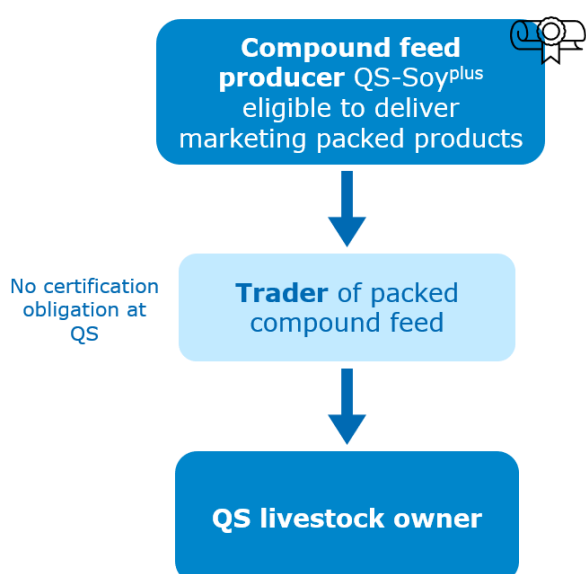 Compound feed
producer QS-Soyplus
eligible to deliver
marketing packed products
No certification
obligation at
QS
Trader of packed
compound feed
QS livestock owner